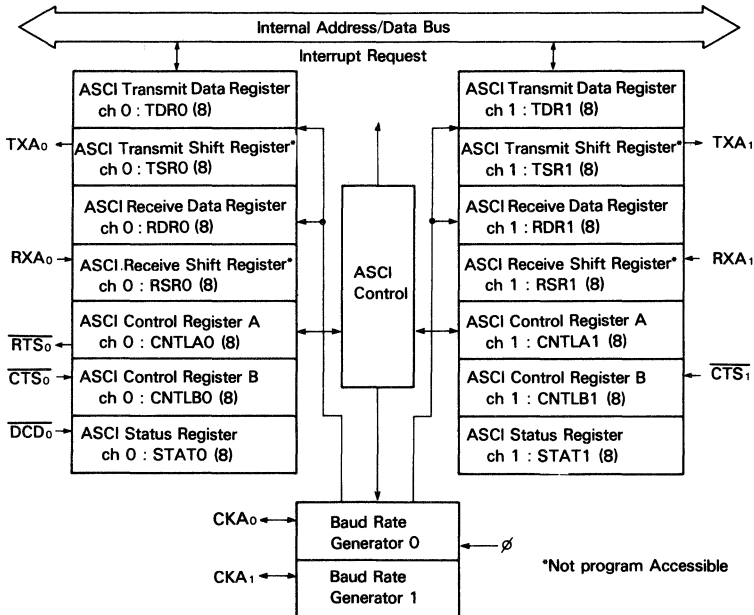 Internal Address/Data Bus
Interrupt Request
ASCI Transmit Data Register
ch 0 : TDR0 (8)
TXA0
ASCI Transmit Shift Register*
ch 0 : TSR0 (8)
ASCI Receive Data Register
ch 0 : RDR0 (8)
RXA0
ASCI.Receive Shift Register*
ch 0 : RSR0 (8)
ASCI Control Register A
ch 0 : CNTLA0 (8)
RTS0
ASCI Control Register B
ch 0 : CNTLB0 (8)
CTS0
ASCI Status Register
ch 0 : STAT0 (8)
DCD0
ASCI
Control
ASCI Transmit Data Register
ch 1 : TDR1 (8)
ASCI Transmit Shift Register*
ch 1 : TSR1 (8)
TXA1
ASCI Receive Data Register
ch 1 : RDR1 (8)
ASCI Receive Shift Register*
ch 1 : RSR1 (8)
RXA1
ASCI Control Register A
ch 1 : CNTLA1 (8)
ASCI Control Register B
ch 1 : CNTLB1 (8)
CTS1
ASCI Status Register
ch 1 : STAT1 (8)
CKA0
Baud Rate
Generator 0
ø
CKA1
Baud Rate
Generator 1
*Not program Accessible